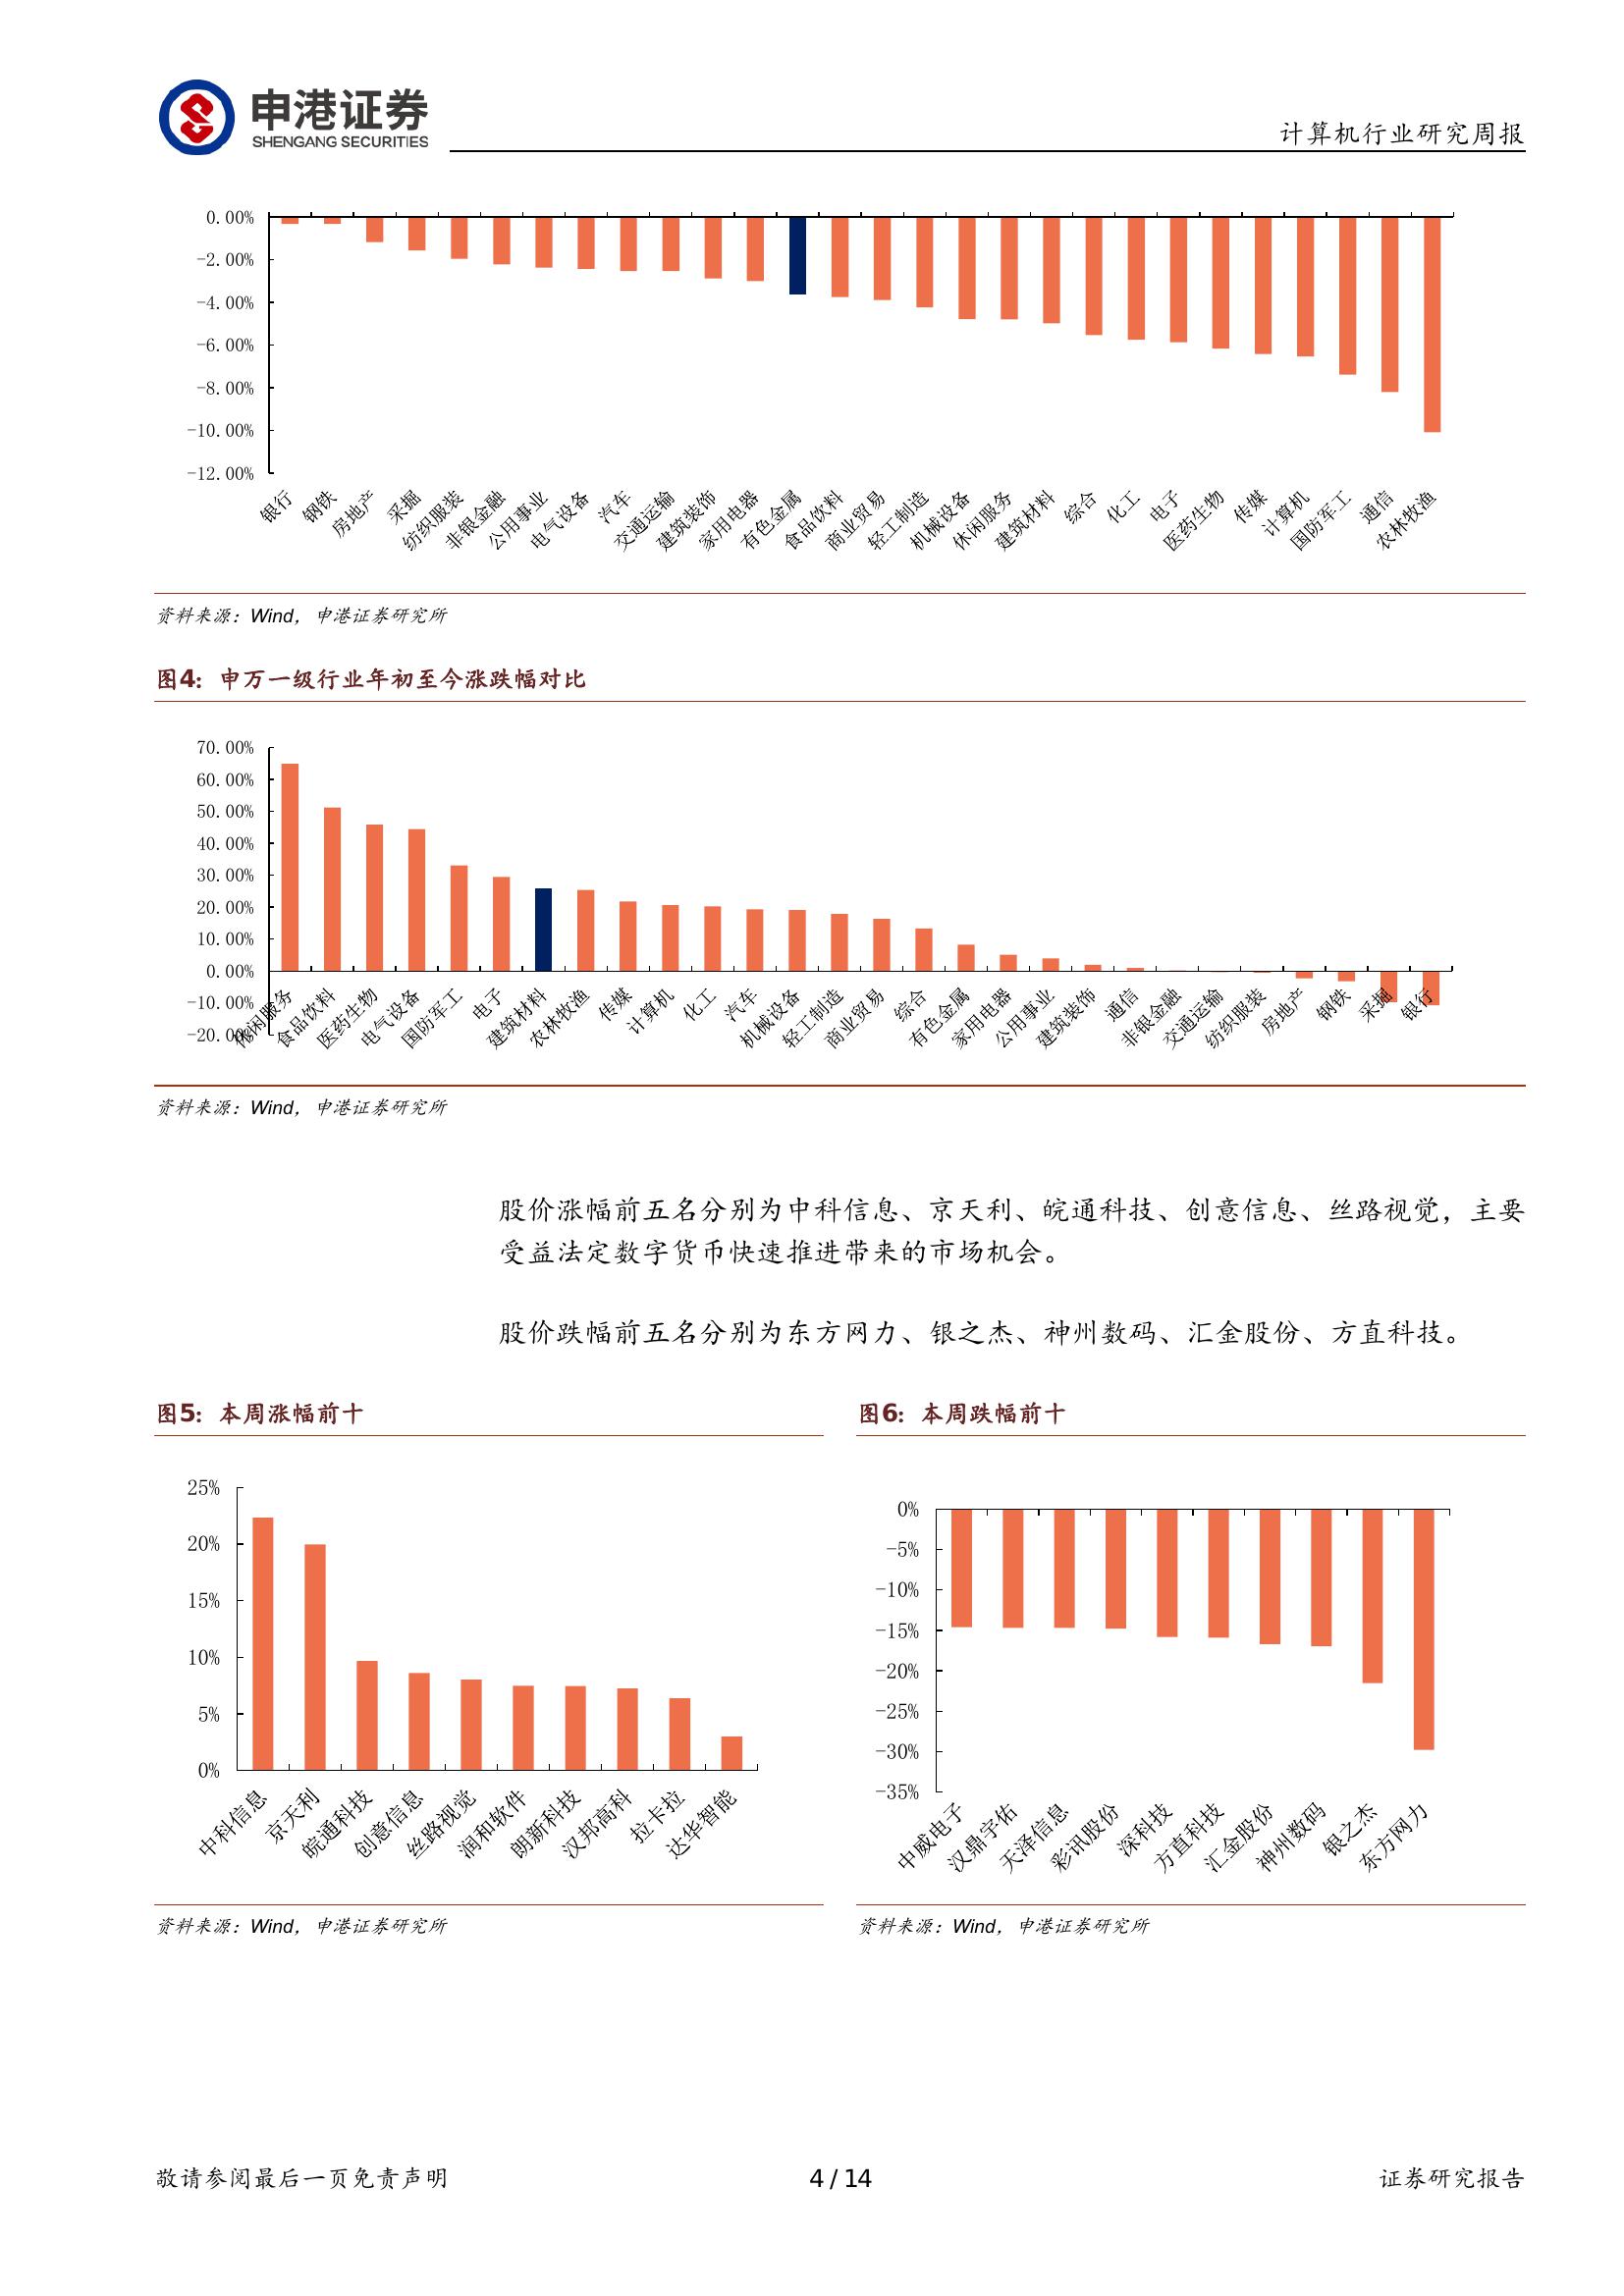 申港证券
SHENGANG SECURITIES
计算机行业研究周报
0.00%
-2.00%
-4.00%
-6.00%
-8.00%
-10.00%
-12.00%
银行 钢铁 房地产 采掘 纺织服装 非银金融 公用事业 电气设备 汽车 交通运输 建筑装饰 家用电器 有色金属 食品饮料 商业贸易 轻工制造 机械设备 休闲服务 建筑材料 综合 化工 电子 医药生物 传媒 计算机 国防军工 通信 农林牧渔
资料来源：Wind，申港证券研究所
图4：申万一级行业年初至今涨跌幅对比
70.00%
60.00%
50.00%
40.00%
30.00%
20.00%
10.00%
0.00%
-10.00%
-20.00%
休闲服务 食品饮料 医药生物 电气设备 国防军工 电子 建筑材料 农林牧渔 传媒 计算机 化工 汽车 机械设备 轻工制造 商业贸易 综合 有色金属 家用电器 公用事业 建筑装饰 通信 非银金融 交通运输 纺织服装 房地产 钢铁 采掘 银行
资料来源：Wind，申港证券研究所
股价涨幅前五名分别为中科信息、京天利、皖通科技、创意信息、丝路视觉，主要
受益法定数字货币快速推进带来的市场机会。
股价跌幅前五名分别为东方网力、银之杰、神州数码、汇金股份、方直科技。
图5：本周涨幅前十
25%
20%
15%
10%
5%
0%
中科信息 京天利 皖通科技 创意信息 丝路视觉 润和软件 朗新科技 汉邦高科 拉卡拉 达华智能
资料来源：Wind，申港证券研究所
图6：本周跌幅前十
0%
-5%
-10%
-15%
-20%
-25%
-30%
-35%
中威电子 汉鼎宇佑 天泽信息 彩讯股份 深科技 方直科技 汇金股份 神州数码 银之杰 东方网力
资料来源：Wind，申港证券研究所
敬请参阅最后一页免责声明
4 / 14
证券研究报告